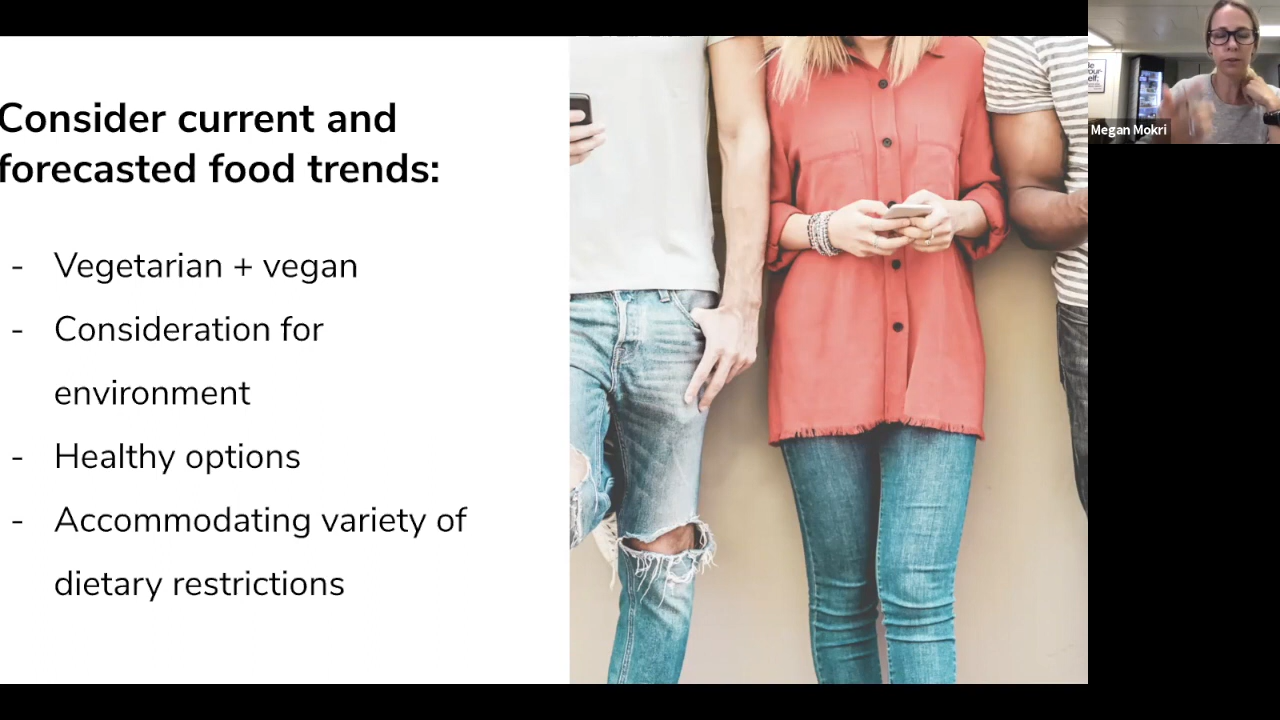 Consider current and
forecasted food trends:
- Vegetarian + vegan
- Consideration for
environment
- Healthy options
- Accommodating variety of
dietary restrictions
Megan Mokri